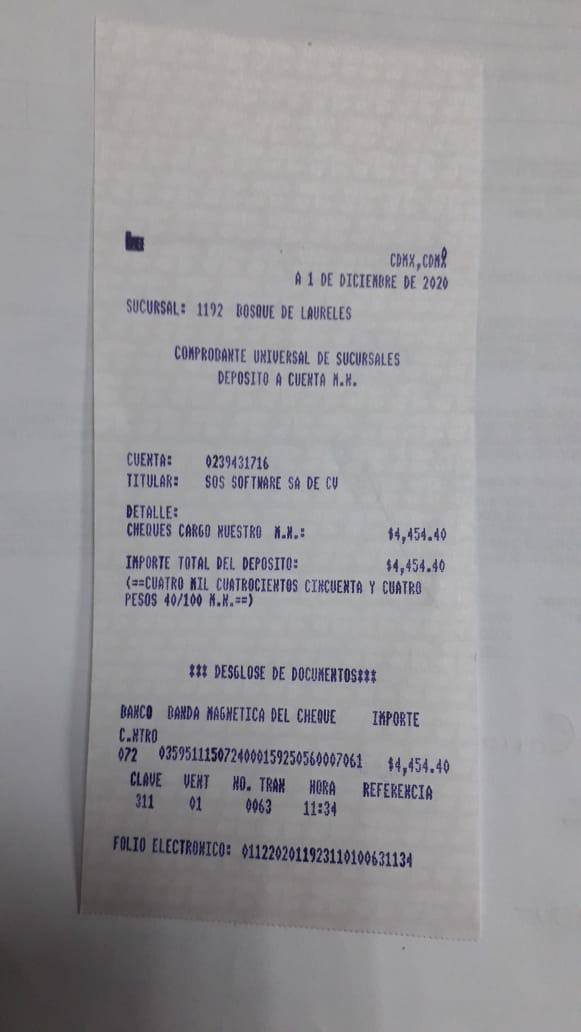 CDMX,CDMX
A 1 DE DICIEMBRE DE 2020
SUCURSAL: 1192 BOSQUE DE LAURELES
COMPROBANTE UNIVERSAL DE SUCURSALES
DEPOSITO A CUENTA M.N.
CUENTA: 0239431716
TITULAR: SOS SOFTWARE SA DE CV
DETALLE:
CHEQUES CARGO NUESTRO M.N.: $4,454.40
IMPORTE TOTAL DEL DEPOSITO: $4,454.40
(==CUATRO MIL CUATROCIENTOS CINCUENTA Y CUATRO
PESOS 40/100 M.N.==)
*** DESGLOSE DE DOCUMENTOS***
BANCO BANDA MAGNETICA DEL CHEQUE IMPORTE
C.NTRO
072 0359511150724000159250560007061 $4,454.40
CLAVE VENT NO. TRAN HORA REFERENCIA
311 01 0063 11:34
FOLIO ELECTRONICO: 0112202011923110100631134